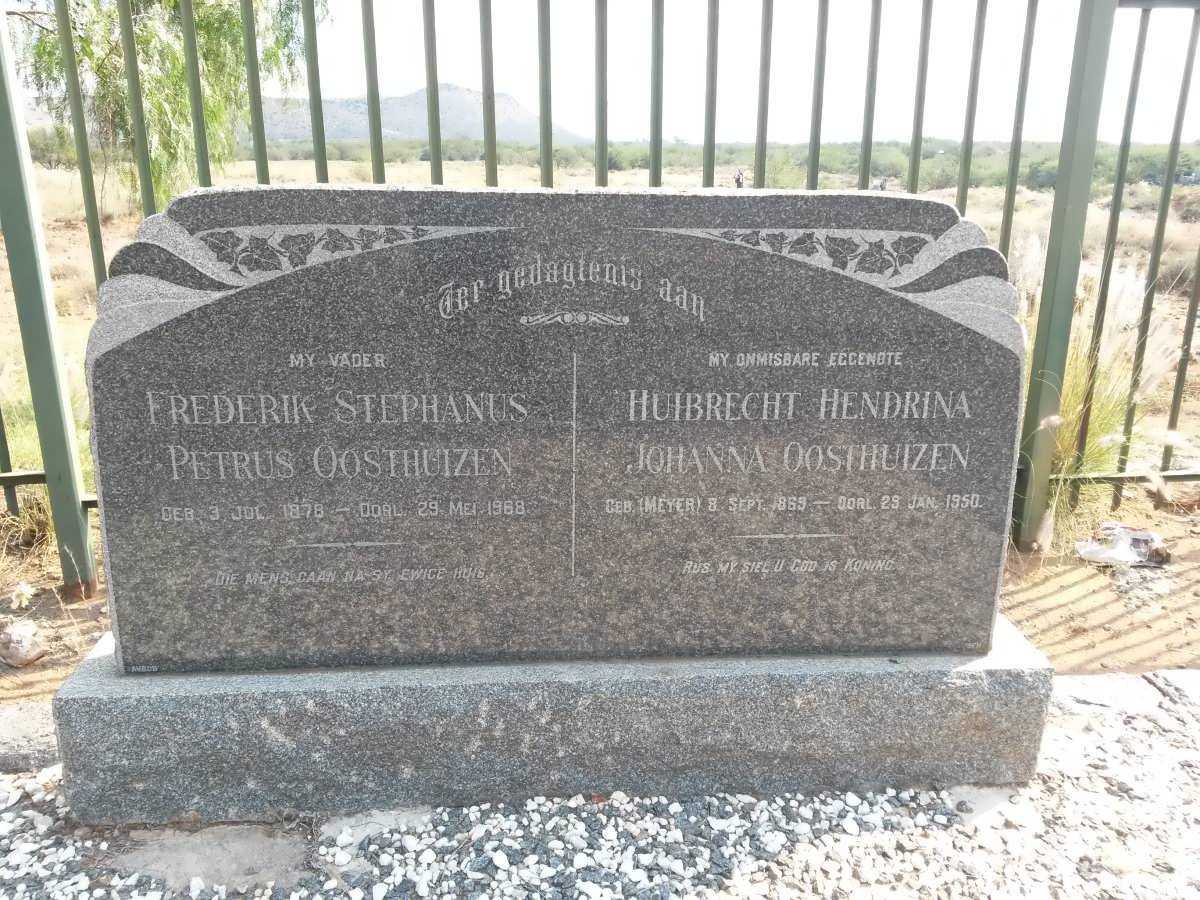 Ter gedagtenis aan
MY VADER
FREDERIK STEPHANUS
PETRUS OOSTHUIZEN
GEB. 3 JUL. 1878 — OORL. 29 MEI 1968.
DIE MENS GAAN NA SY EWIGE HUIS.
MY ONMISBARE EGGENOTE
HUIBRECHT HENDRINA
JOHANNA OOSTHUIZEN
GEB. (MEYER) 8 SEPT. 1869 — OORL. 23 JAN. 1950.
RUS MY SIEL U GOD IS KONING.